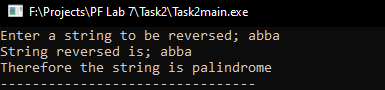 F:\Projects\PF Lab 7\Task2\Task2main.exe
Enter a string to be reversed; abba
String reversed is; abba
Therefore the string is palindrome
--------------------------------